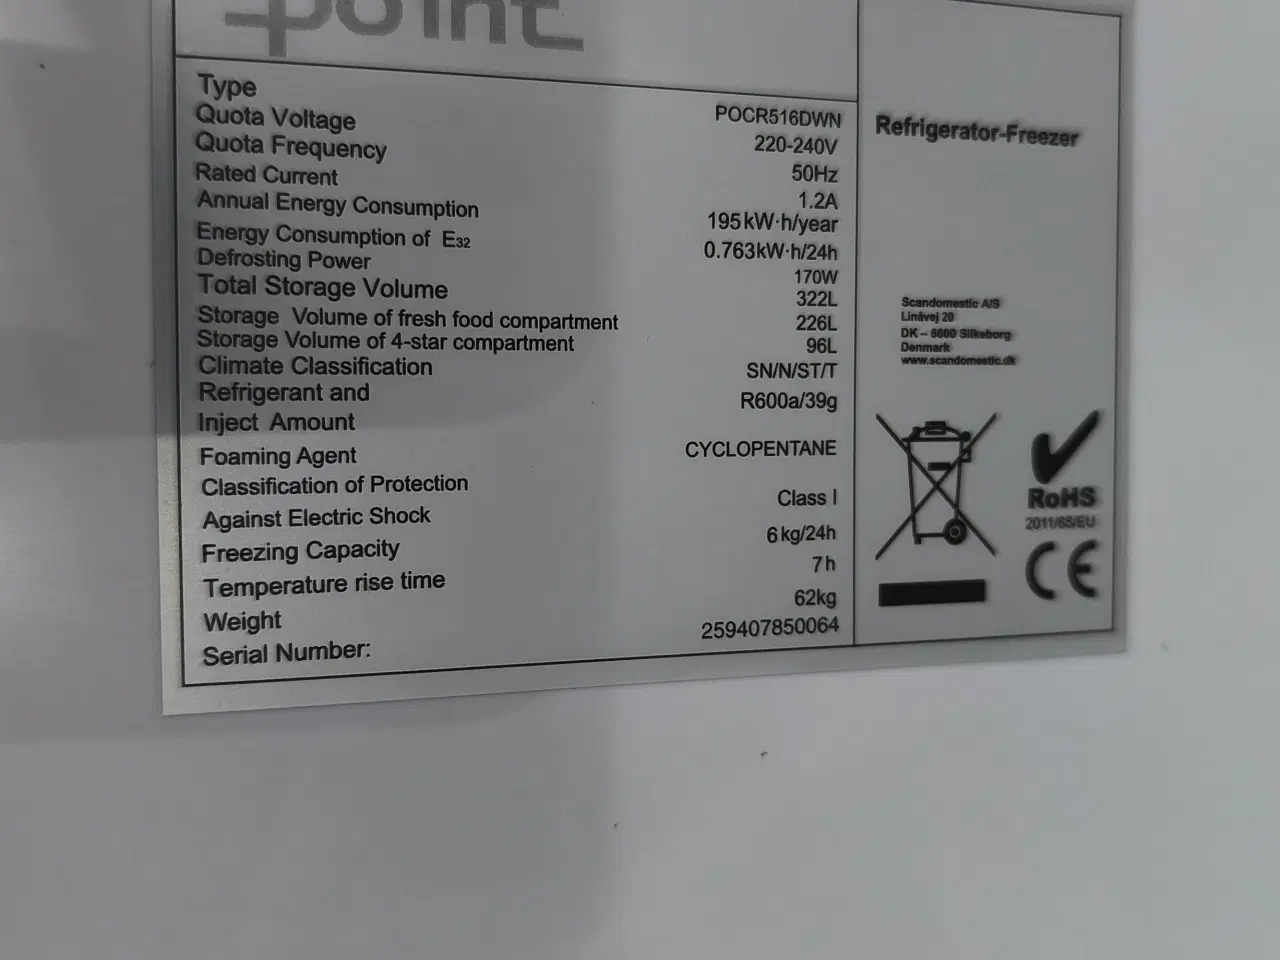 point
Type POCR516DWN
Quota Voltage 220-240V
Quota Frequency 50Hz
Rated Current 1.2A
Annual Energy Consumption 195kW·h/year
Energy Consumption of E32 0.763kW·h/24h
Defrosting Power 170W
Total Storage Volume 322L
Storage Volume of fresh food compartment 226L
Storage Volume of 4-star compartment 96L
Climate Classification SN/N/ST/T
Refrigerant and R600a/39g
Inject Amount
Foaming Agent CYCLOPENTANE
Classification of Protection
Against Electric Shock Class I
Freezing Capacity 6kg/24h
Temperature rise time 7h
Weight 62kg
Serial Number: 259407850064
Refrigerator-Freezer
Scandomestic A/S
Linåvej 20
DK – 8600 Silkeborg
Denmark
www.scandomestic.dk
RoHS
2011/65/EU
CE